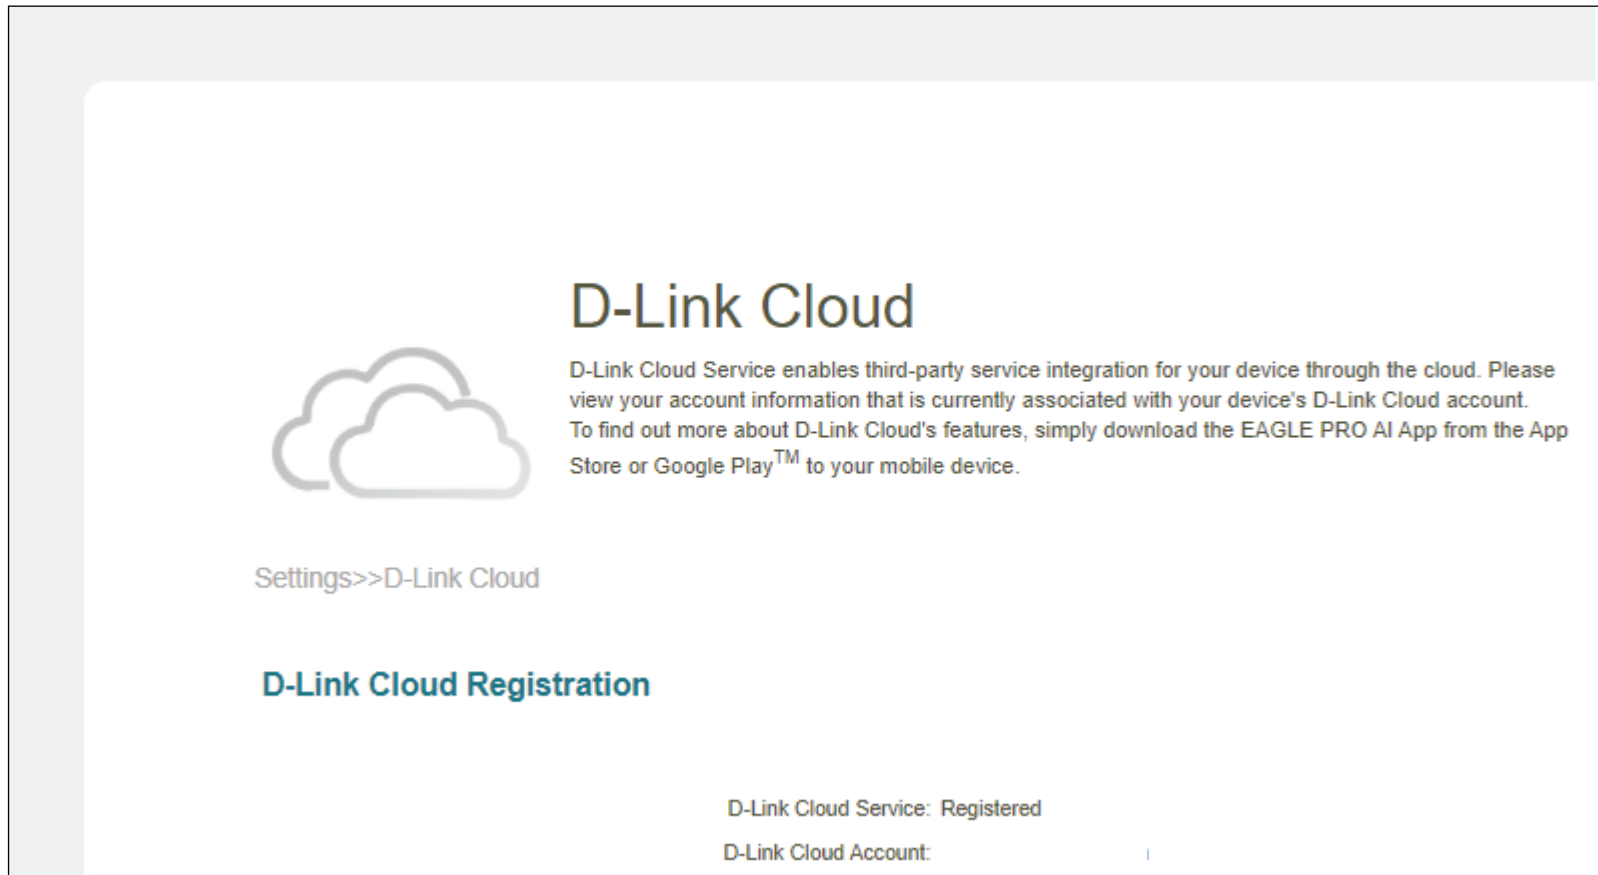 D-Link Cloud
D-Link Cloud Service enables third-party service integration for your device through the cloud. Please
view your account information that is currently associated with your device's D-Link Cloud account.
To find out more about D-Link Cloud's features, simply download the EAGLE PRO AI App from the App
Store or Google Play™ to your mobile device.
Settings>>D-Link Cloud
D-Link Cloud Registration
D-Link Cloud Service: Registered
D-Link Cloud Account: